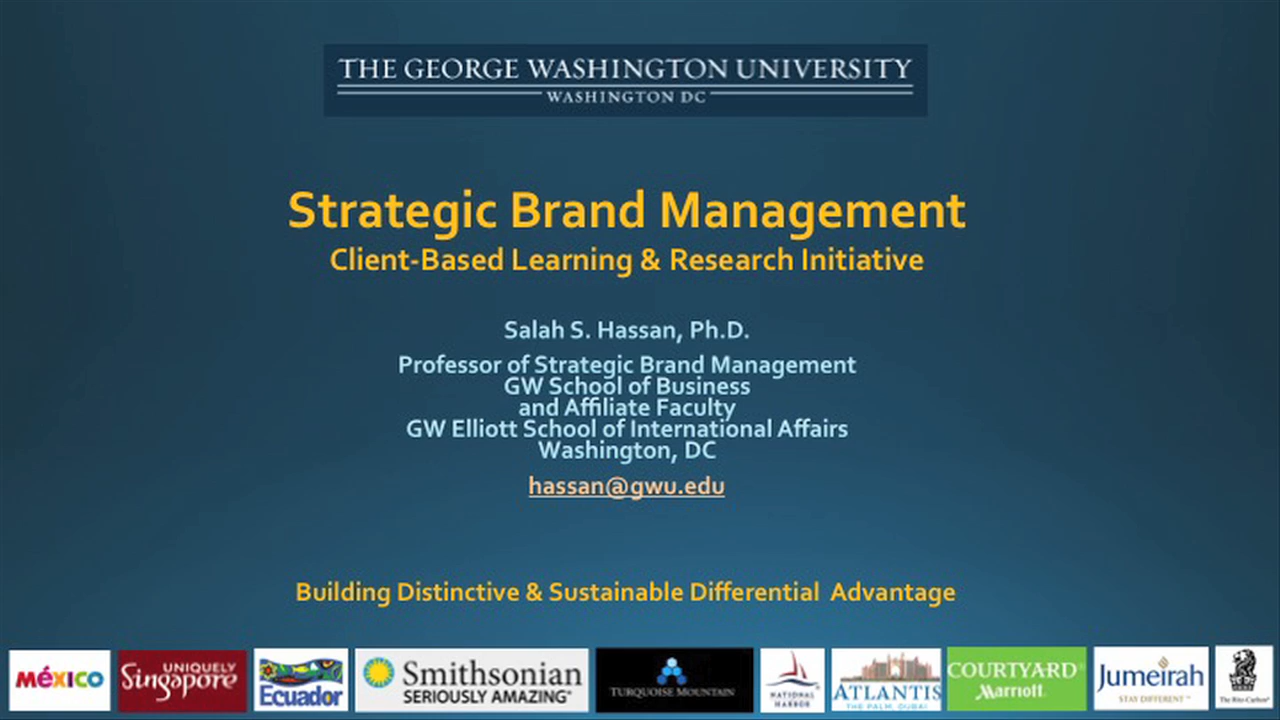 THE GEORGE WASHINGTON UNIVERSITY
WASHINGTON DC
Strategic Brand Management
Client-Based Learning & Research Initiative
Salah S. Hassan, Ph.D.
Professor of Strategic Brand Management
GW School of Business
and Affiliate Faculty
GW Elliott School of International Affairs
Washington, DC
hassan@gwu.edu
Building Distinctive & Sustainable Differential Advantage
MÉXICO
UNIQUELY
Singapore
Ecuador
Smithsonian
SERIOUSLY AMAZING™
TURQUOISE MOUNTAIN
NATIONAL
HARBOR
ATLANTIS
THE PALM, DUBAI
COURTYARD®
Marriott.
Jumeirah
STAY DIFFERENT™
The Ritz-Carlton®